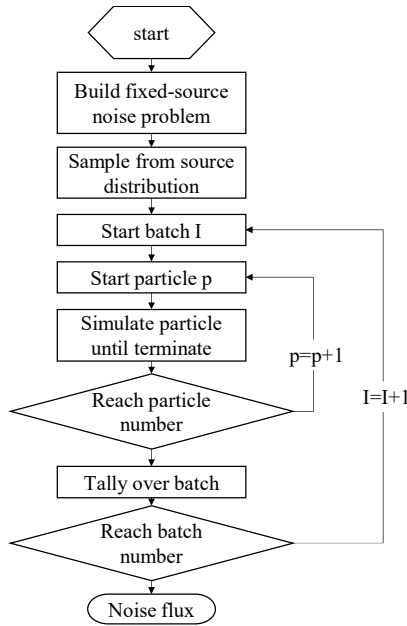 start
Build fixed-source
noise problem
Sample from source
distribution
Start batch I
Start particle p
Simulate particle
until terminate
p=p+1
I=I+1
Reach particle
number
Tally over batch
Reach batch
number
Noise flux